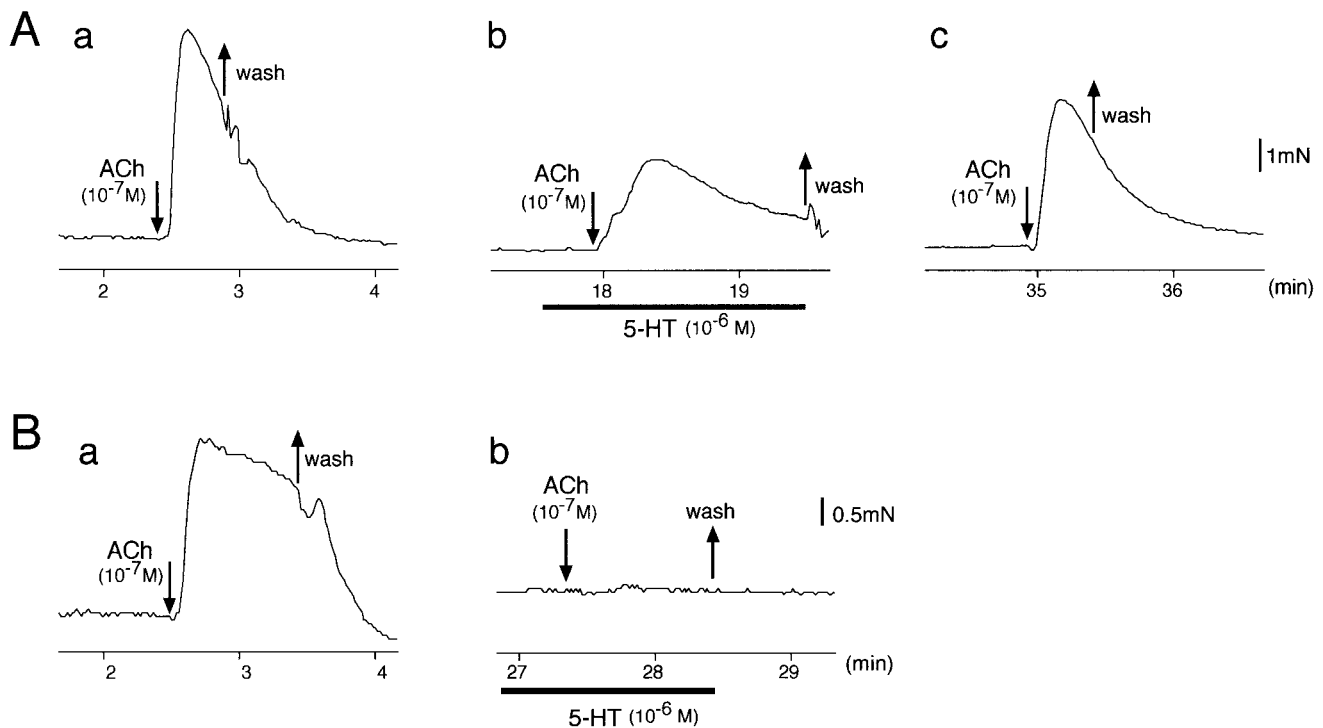 A
a
wash
ACh
(10⁻⁷M)
2 3 4
b
ACh
(10⁻⁷M)
wash
18 19
5-HT (10⁻⁶ M)
c
wash
ACh
(10⁻⁷M)
1mN
35 36 (min)
B
a
wash
ACh
(10⁻⁷M)
2 3 4
b
ACh
(10⁻⁷M)
wash
0.5mN
27 28 29 (min)
5-HT (10⁻⁶ M)